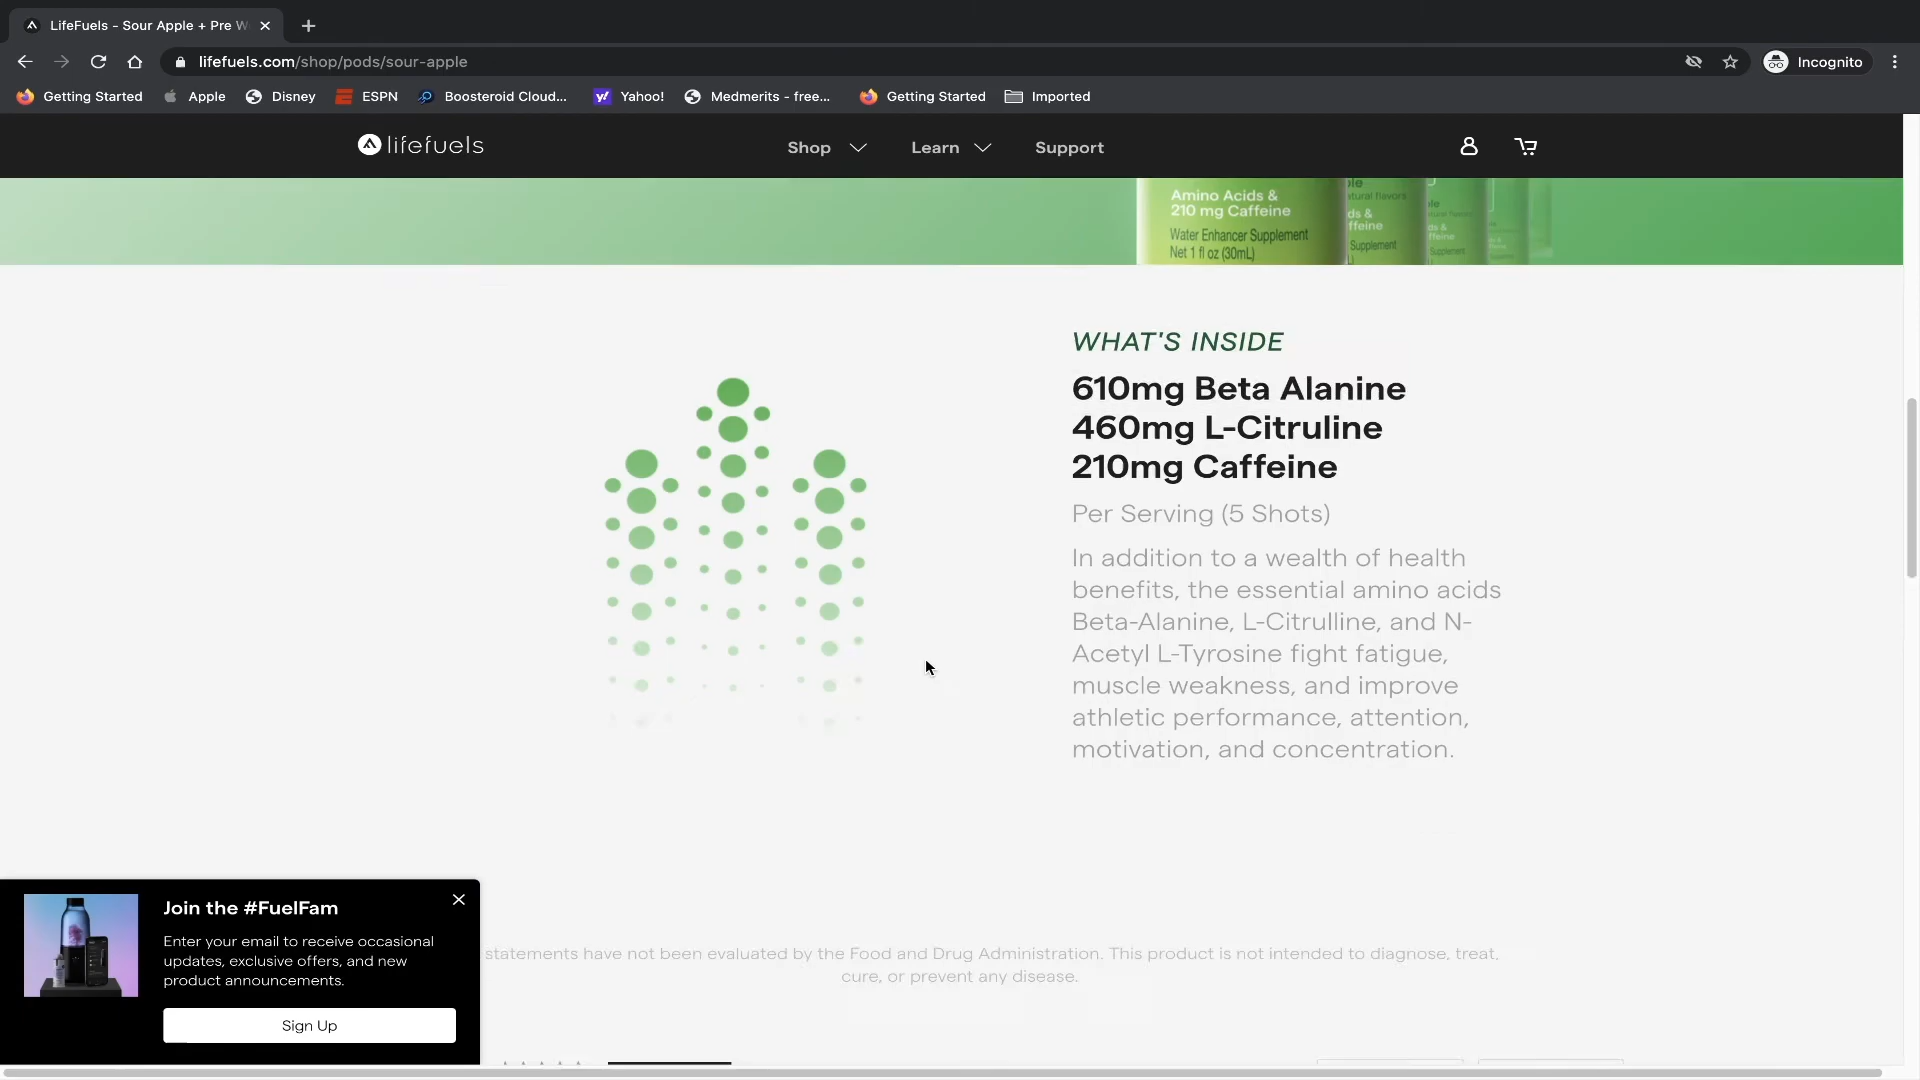 LifeFuels - Sour Apple + Pre W
lifefuels.com/shop/pods/sour-apple
Incognito
Getting Started
Apple
Disney
ESPN
Boosteroid Cloud...
Yahoo!
Medmerits - free...
Getting Started
Imported
lifefuels
Shop
Learn
Support
Amino Acids &
210 mg Caffeine
Water Enhancer Supplement
Net 1 fl oz (30mL)
WHAT'S INSIDE
610mg Beta Alanine
460mg L-Citruline
210mg Caffeine
Per Serving (5 Shots)
In addition to a wealth of health
benefits, the essential amino acids
Beta-Alanine, L-Citrulline, and N-
Acetyl L-Tyrosine fight fatigue,
muscle weakness, and improve
athletic performance, attention,
motivation, and concentration.
Join the #FuelFam
Enter your email to receive occasional
updates, exclusive offers, and new
product announcements.
Sign Up
statements have not been evaluated by the Food and Drug Administration. This product is not intended to diagnose, treat,
cure, or prevent any disease.